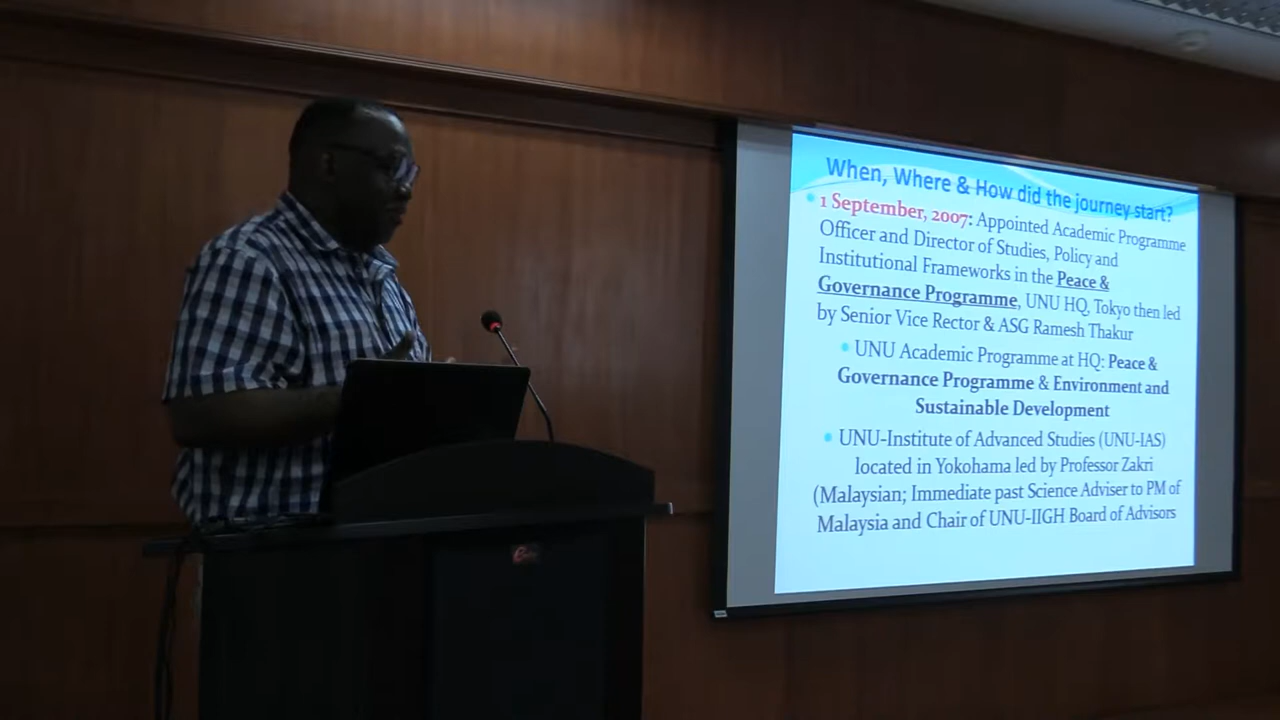 When, Where & How did the journey start?
1 September, 2007: Appointed Academic Programme
Officer and Director of Studies, Policy and
Institutional Frameworks in the Peace &
Governance Programme, UNU HQ, Tokyo then led
by Senior Vice Rector & ASG Ramesh Thakur
UNU Academic Programme at HQ: Peace &
Governance Programme & Environment and
Sustainable Development
UNU-Institute of Advanced Studies (UNU-IAS)
located in Yokohama led by Professor Zakri
(Malaysian; Immediate past Science Adviser to PM of
Malaysia and Chair of UNU-IIGH Board of Advisors